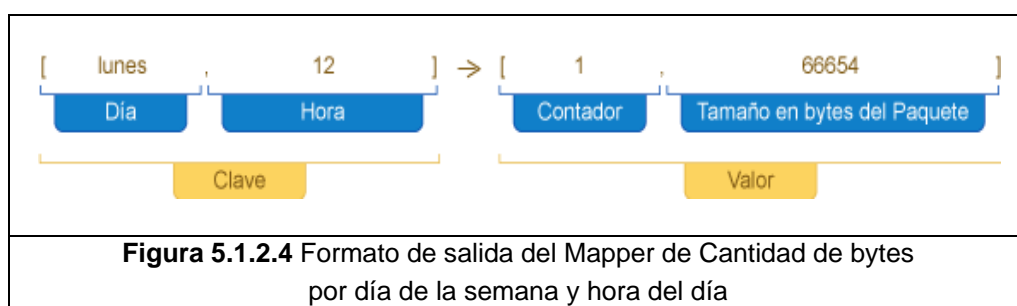 [ lunes , 12 ] → [ 1 , 66654 ]
Día Hora Contador Tamaño en bytes del Paquete
Clave Valor
Figura 5.1.2.4 Formato de salida del Mapper de Cantidad de bytes
por día de la semana y hora del día